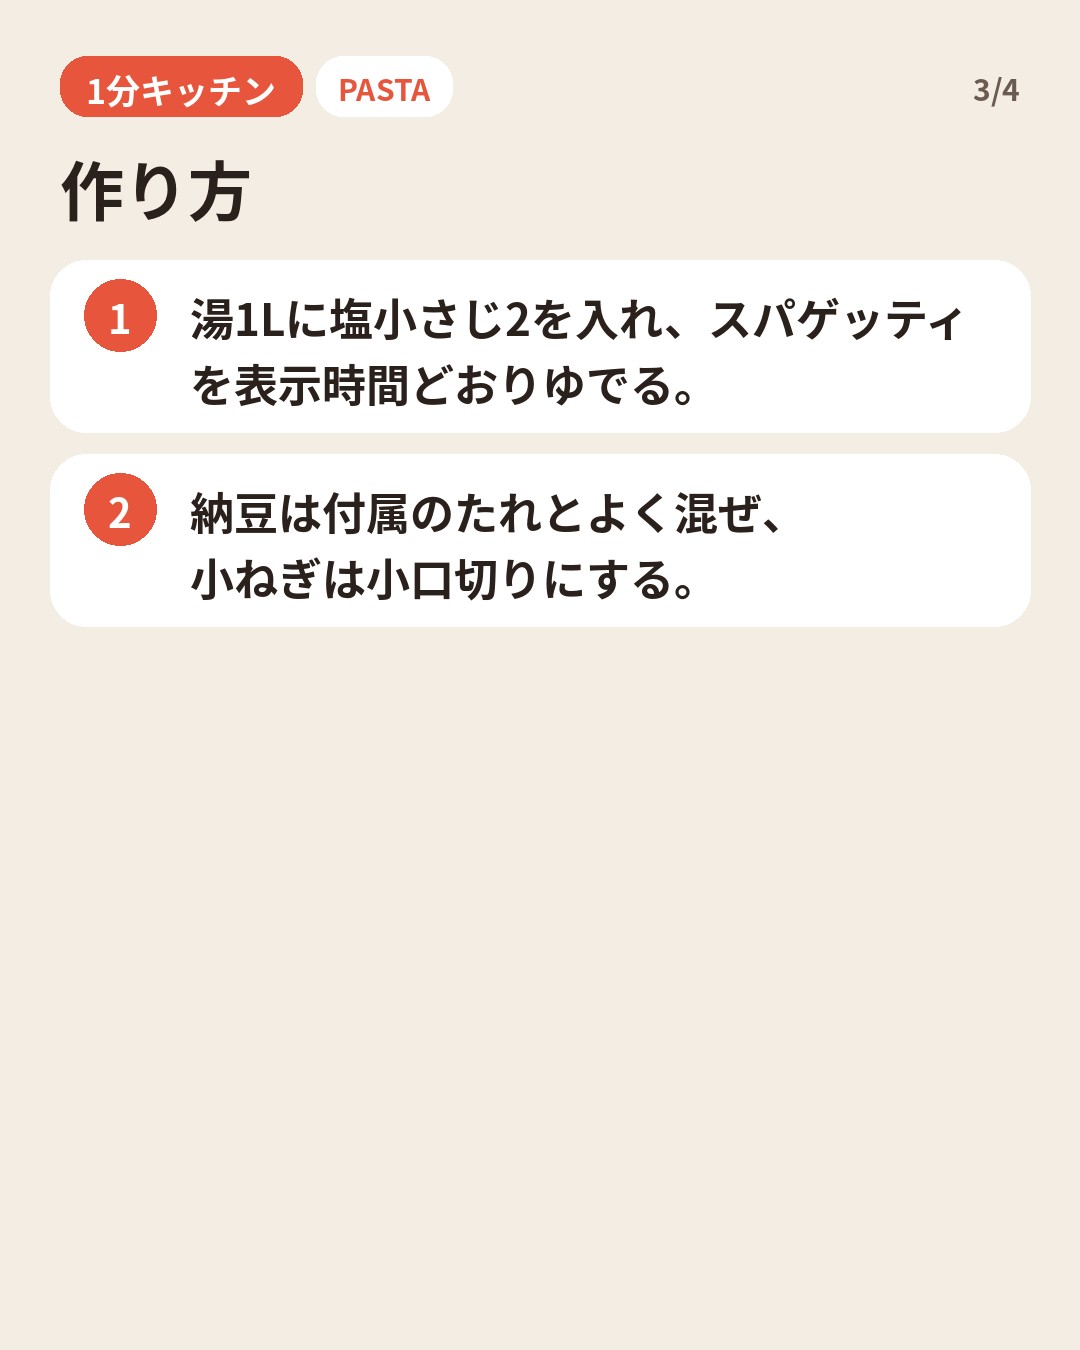 1分キッチン PASTA 3/4
作り方
1 湯1Lに塩小さじ2を入れ、スパゲッティ
を表示時間どおりゆでる。
2 納豆は付属のたれとよく混ぜ、
小ねぎは小口切りにする。